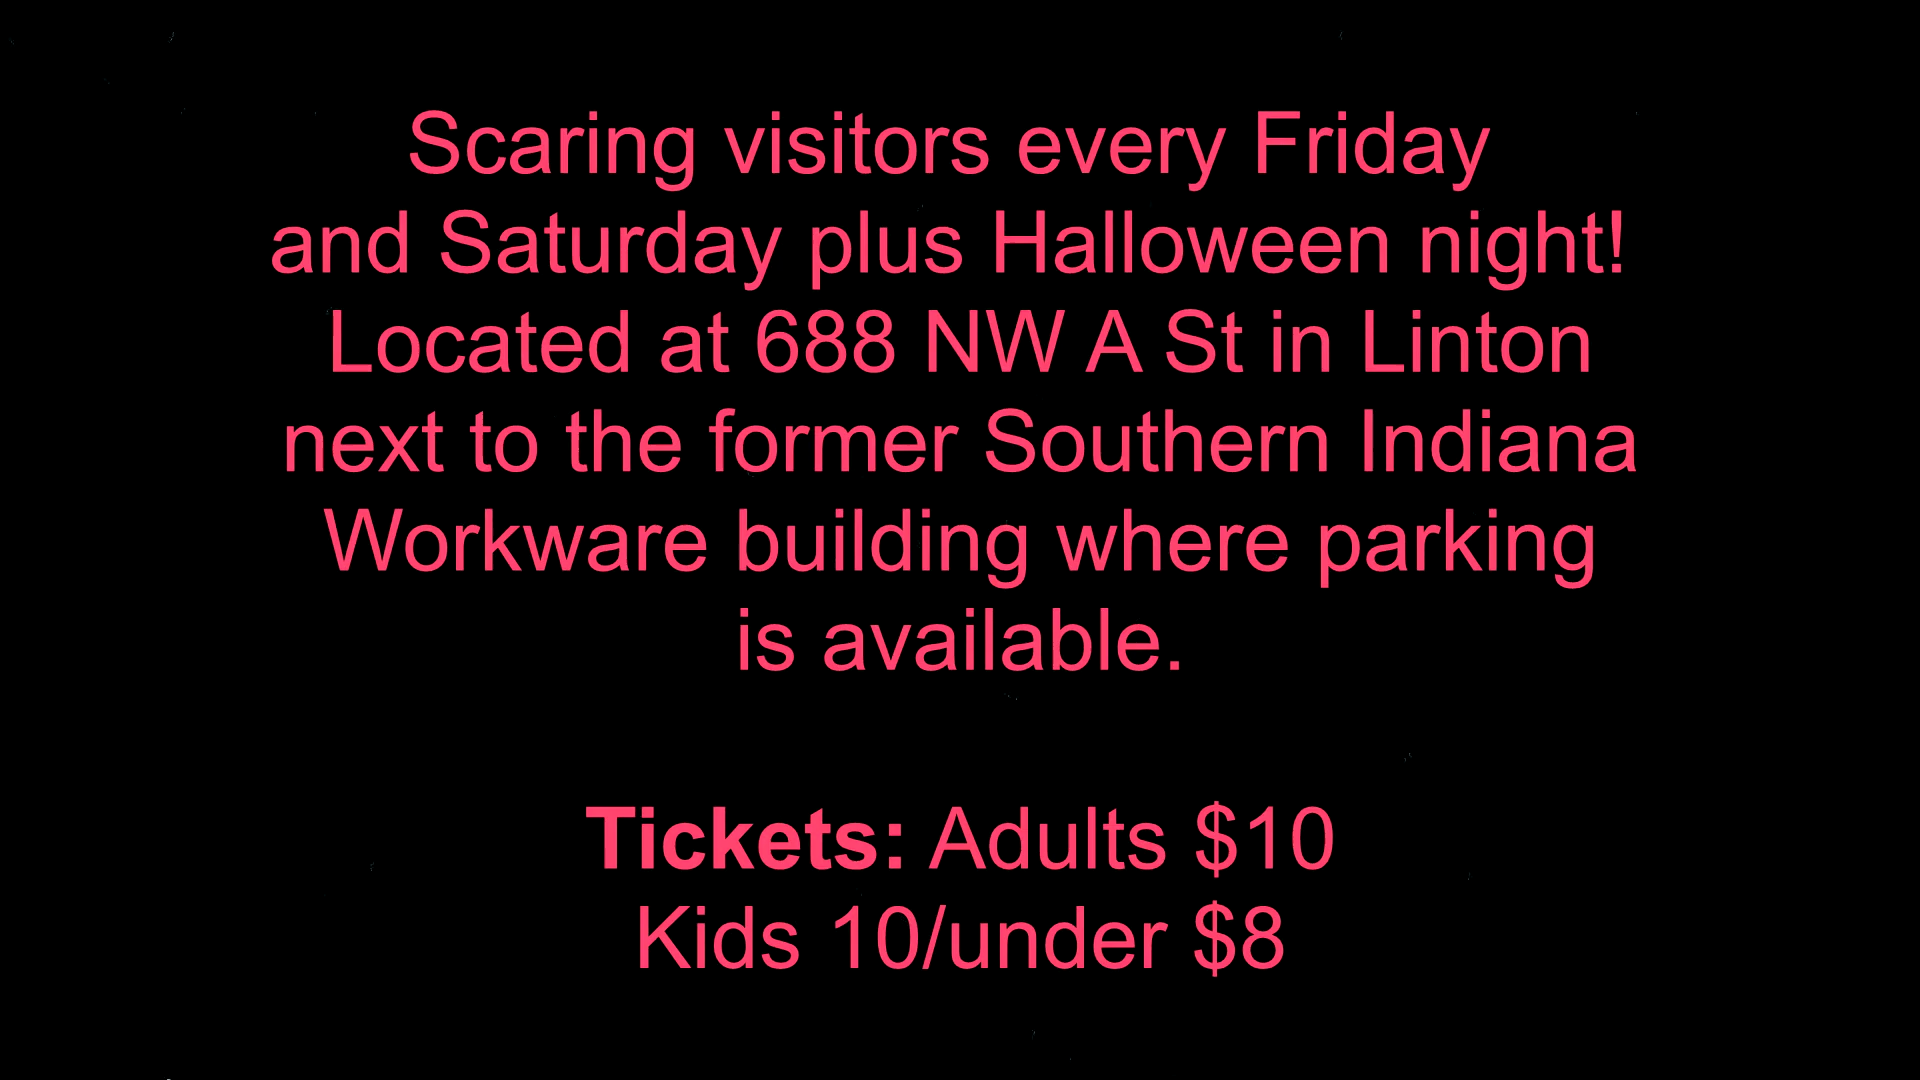 Scaring visitors every Friday
and Saturday plus Halloween night!
Located at 688 NW A St in Linton
next to the former Southern Indiana
Workware building where parking
is available.
Tickets: Adults $10
Kids 10/under $8